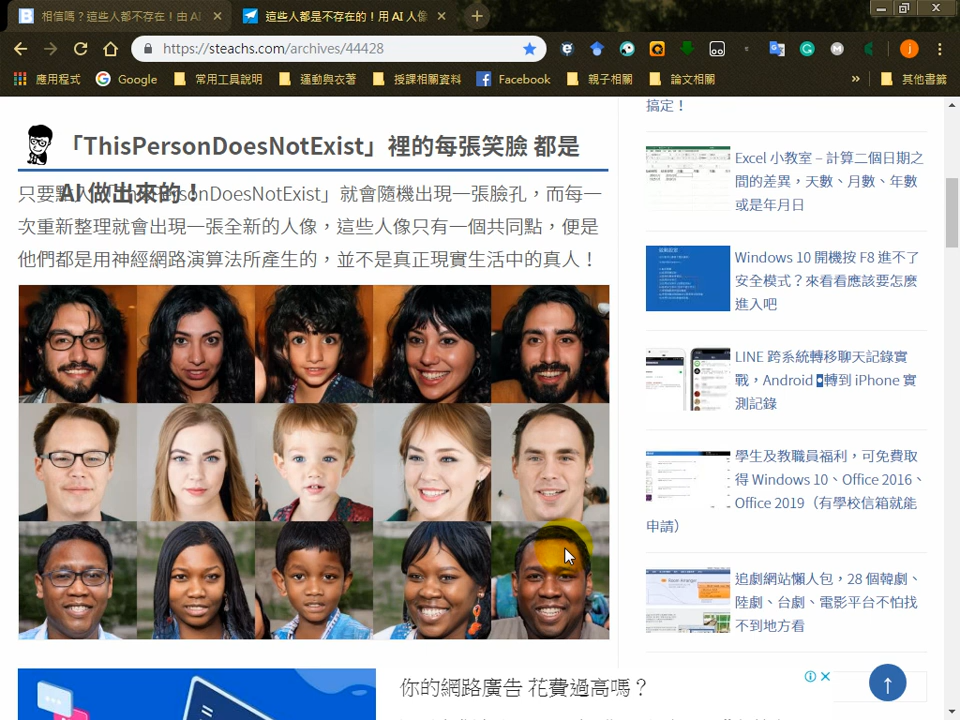 相信嗎？這些人都不存在！由 AI
這些人都是不存在的！用 AI 人像
https://steachs.com/archives/44428
應用程式
Google
常用工具說明
運動與衣著
授課相關資料
Facebook
親子相關
論文相關
»
其他書籤
「ThisPersonDoesNotExist」裡的每張笑臉 都是
AI 做出來的！
就會隨機出現一張臉孔，而每一
次重新整理就會出現一張全新的人像，這些人像只有一個共同點，便是
他們都是用神經網路演算法所產生的，並不是真正現實生活中的真人！
你的網路廣告 花費過高嗎？
搞定！
Excel 小教室 – 計算二個日期之
間的差異，天數、月數、年數
或是年月日
Windows 10 開機按 F8 進不了
安全模式？來看看應該要怎麼
進入吧
LINE 跨系統轉移聊天記錄實
戰，Android 轉到 iPhone 實
測記錄
學生及教職員福利，可免費取
得 Windows 10、Office 2016、
Office 2019（有學校信箱就能
申請）
追劇網站懶人包，28 個韓劇、
陸劇、台劇、電影平台不怕找
不到地方看